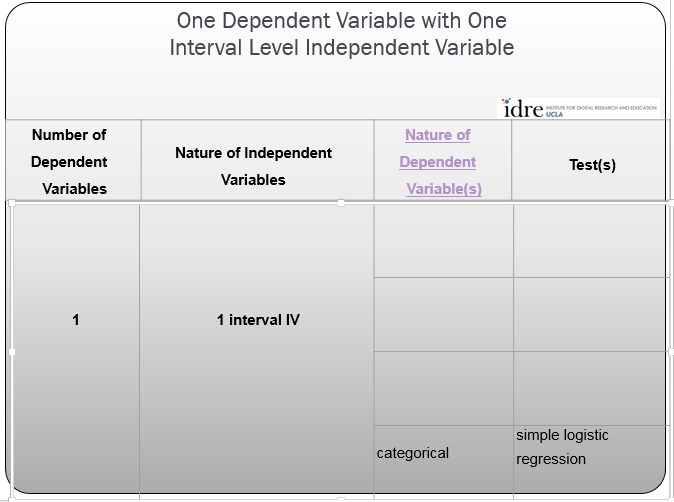 One Dependent Variable with One
Interval Level Independent Variable
idre INSTITUTE FOR DIGITAL RESEARCH AND EDUCATION
UCLA
Number of
Dependent
Variables
Nature of Independent
Variables
Nature of
Dependent
Variable(s)
Test(s)
1
1 interval IV
categorical
simple logistic
regression